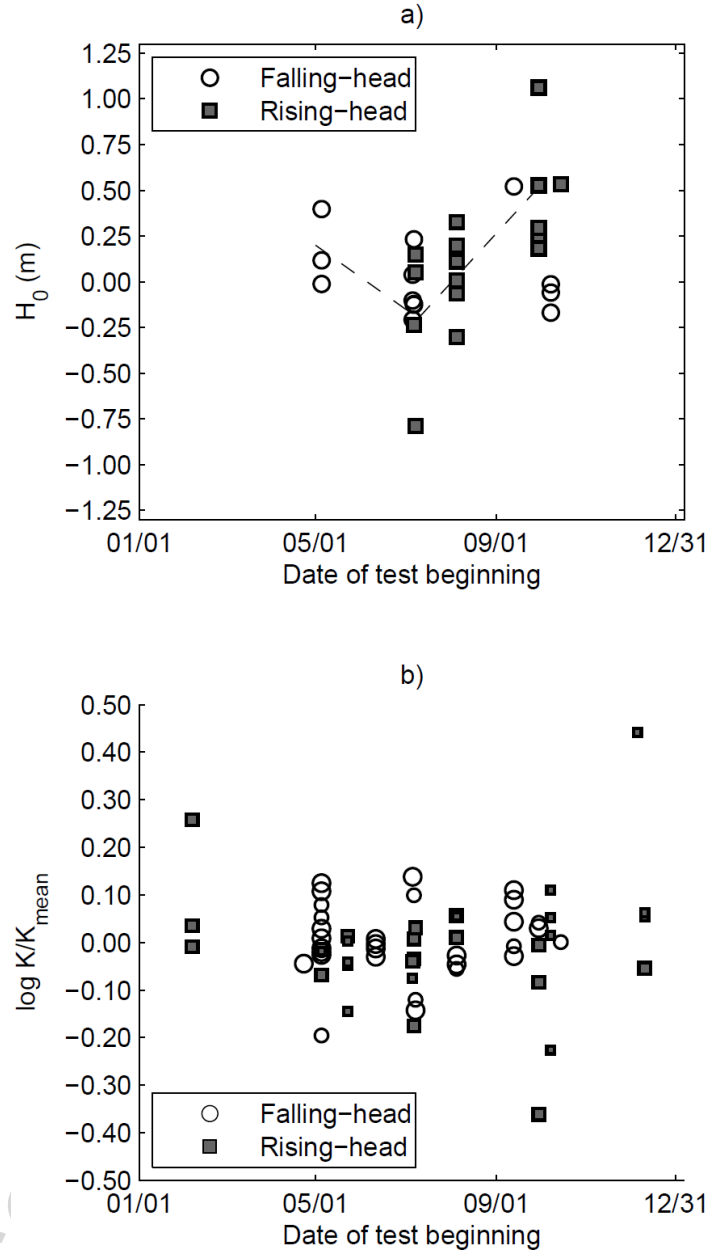 a)
1.25
1.00
0.75
0.50
0.25
0.00
−0.25
−0.50
−0.75
−1.00
−1.25
H_0 (m)
Falling−head
Rising−head
01/01 05/01 09/01 12/31
Date of test beginning
b)
0.50
0.40
0.30
0.20
0.10
0.00
−0.10
−0.20
−0.30
−0.40
−0.50
log K/K_mean
Falling−head
Rising−head
01/01 05/01 09/01 12/31
Date of test beginning